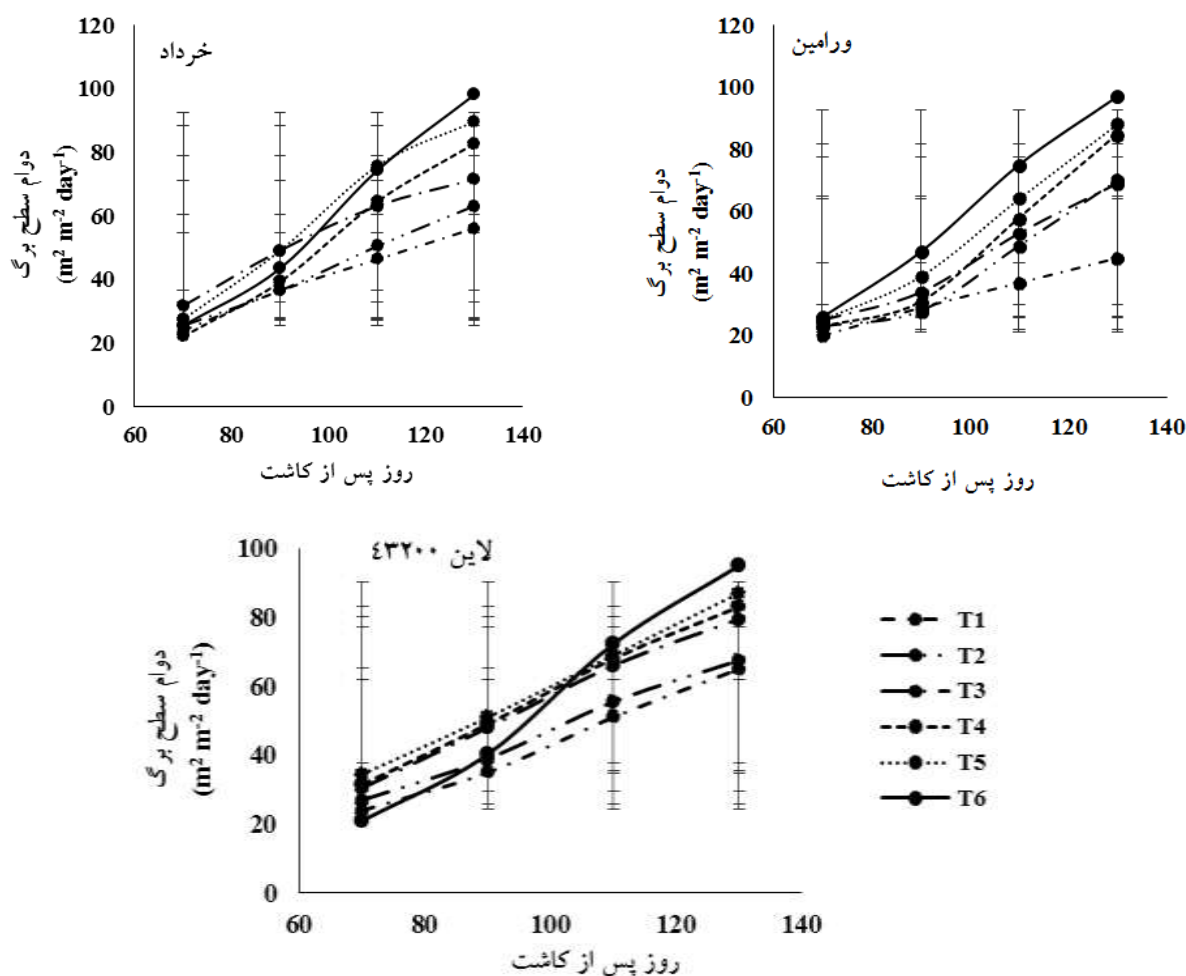 خرداد
دوام سطح برگ
(m² m⁻² day⁻¹)
120
100
80
60
40
20
0
60 80 100 120 140
روز پس از کاشت
ورامین
دوام سطح برگ
(m² m⁻² day⁻¹)
120
100
80
60
40
20
0
60 80 100 120 140
روز پس از کاشت
لاین ٤٣٢٠٠
دوام سطح برگ
(m² m⁻² day⁻¹)
100
80
60
40
20
0
60 80 100 120 140
روز پس از کاشت
T1
T2
T3
T4
T5
T6